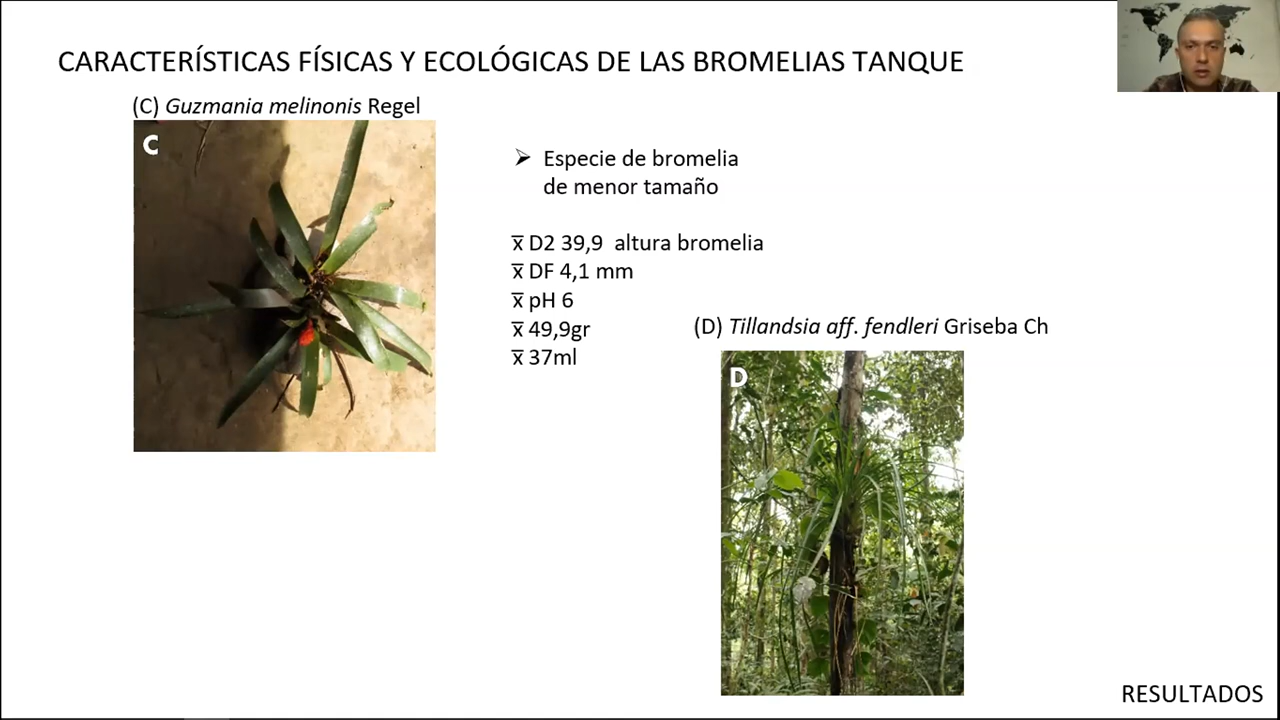 CARACTERÍSTICAS FÍSICAS Y ECOLÓGICAS DE LAS BROMELIAS TANQUE
(C) Guzmania melinonis Regel
C
➢ Especie de bromelia
de menor tamaño
x̅ D2 39,9 altura bromelia
x̅ DF 4,1 mm
x̅ pH 6
x̅ 49,9gr
x̅ 37ml
(D) Tillandsia aff. fendleri Griseba Ch
D
RESULTADOS